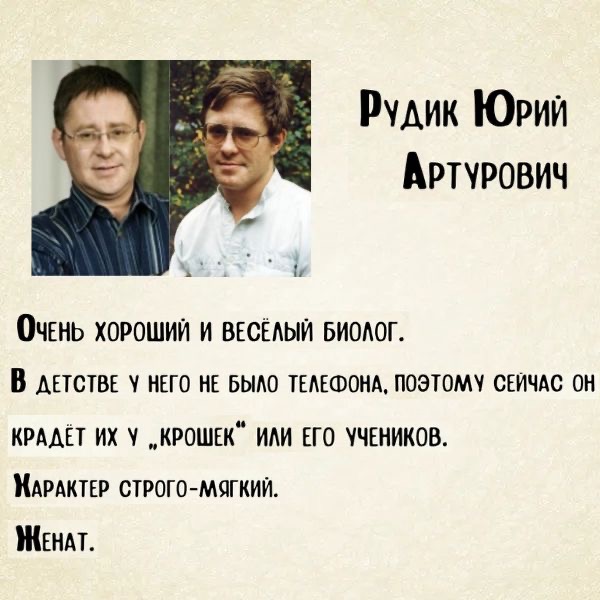 Рудик Юрий
Артурович
Очень хороший и весёлый биолог.
В детстве у него не было телефона, поэтому сейчас он
крадёт их у „крошек“ или его учеников.
Характер строго-мягкий.
Женат.